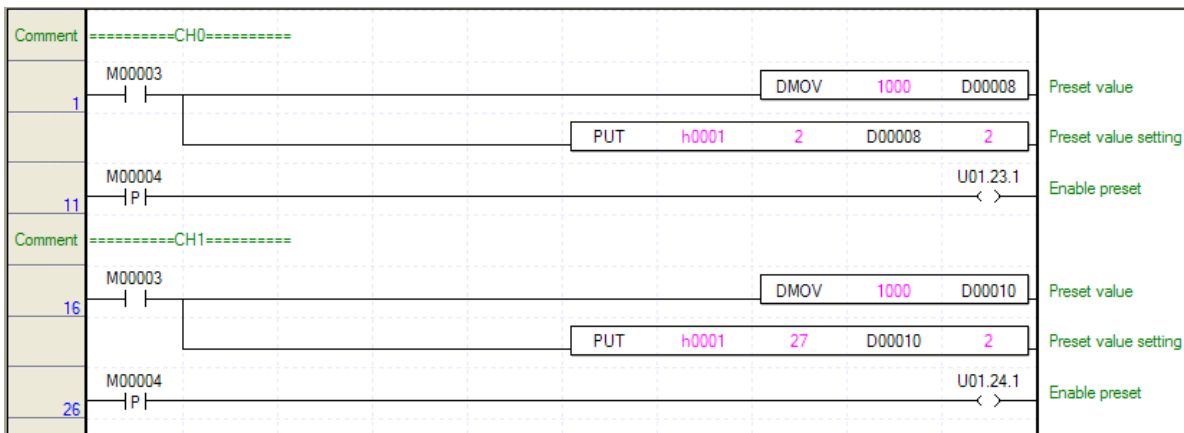 Comment ==========CH0==========
M00003
1 DMOV 1000 D00008 Preset value
PUT h0001 2 D00008 2 Preset value setting
M00004 U01.23.1
11 P Enable preset
Comment ==========CH1==========
M00003
16 DMOV 1000 D00010 Preset value
PUT h0001 27 D00010 2 Preset value setting
M00004 U01.24.1
26 P Enable preset